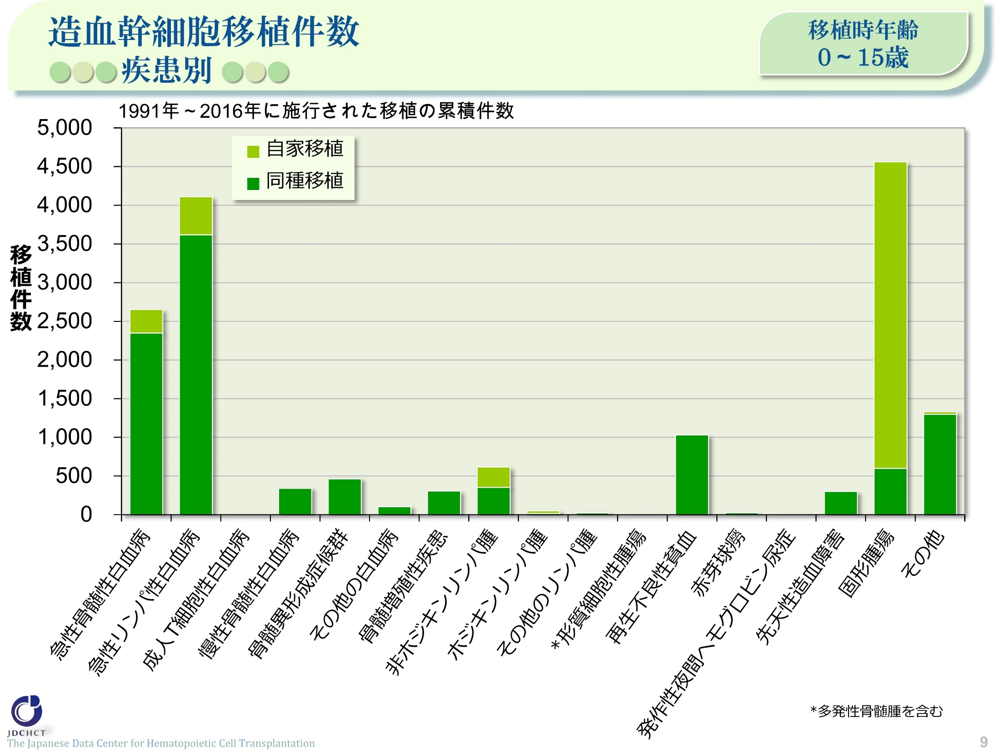 造血幹細胞移植件数
疾患別
移植時年齢
0~15歳
1991年~2016年に施行された移植の累積件数
5,000
4,500
4,000
3,500
3,000
2,500
2,000
1,500
1,000
500
0
移植件数
自家移植
同種移植
急性骨髄性白血病
急性リンパ性白血病
成人T細胞性白血病
慢性骨髄性白血病
骨髄異形成症候群
その他の白血病
骨髄増殖性疾患
非ホジキンリンパ腫
ホジキンリンパ腫
その他のリンパ腫
*形質細胞性腫瘍
再生不良性貧血
赤芽球癆
発作性夜間ヘモグロビン尿症
先天性造血障害
固形腫瘍
その他
*多発性骨髄腫を含む
JDCHCT
The Japanese Data Center for Hematopoietic Cell Transplantation
9